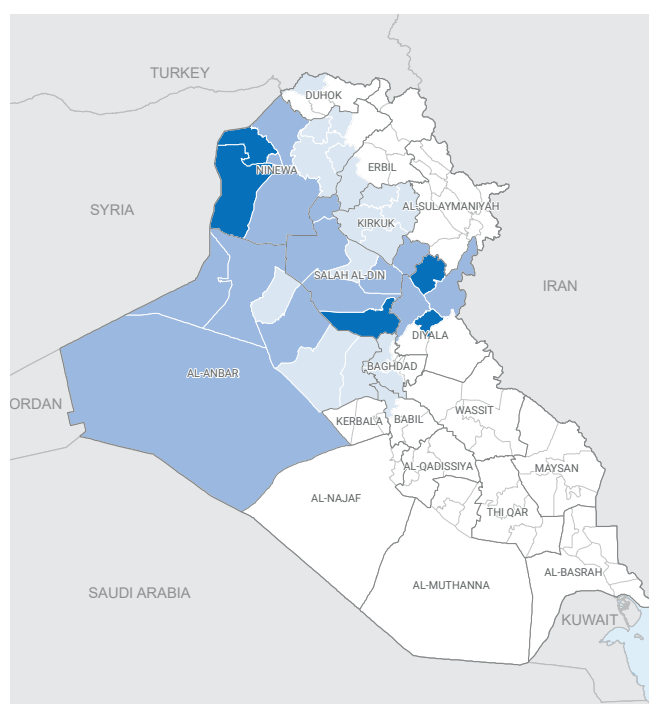 TURKEY
DUHOK
NINEWA
ERBIL
SYRIA
AL-SULAYMANIYAH
KIRKUK
SALAH AL-DIN
IRAN
DIYALA
BAGHDAD
AL-ANBAR
ORDAN
KERBALA
BABIL
WASSIT
AL-QADISSIYA
MAYSAN
AL-NAJAF
THI QAR
AL-BASRAH
AL-MUTHANNA
SAUDI ARABIA
KUWAIT